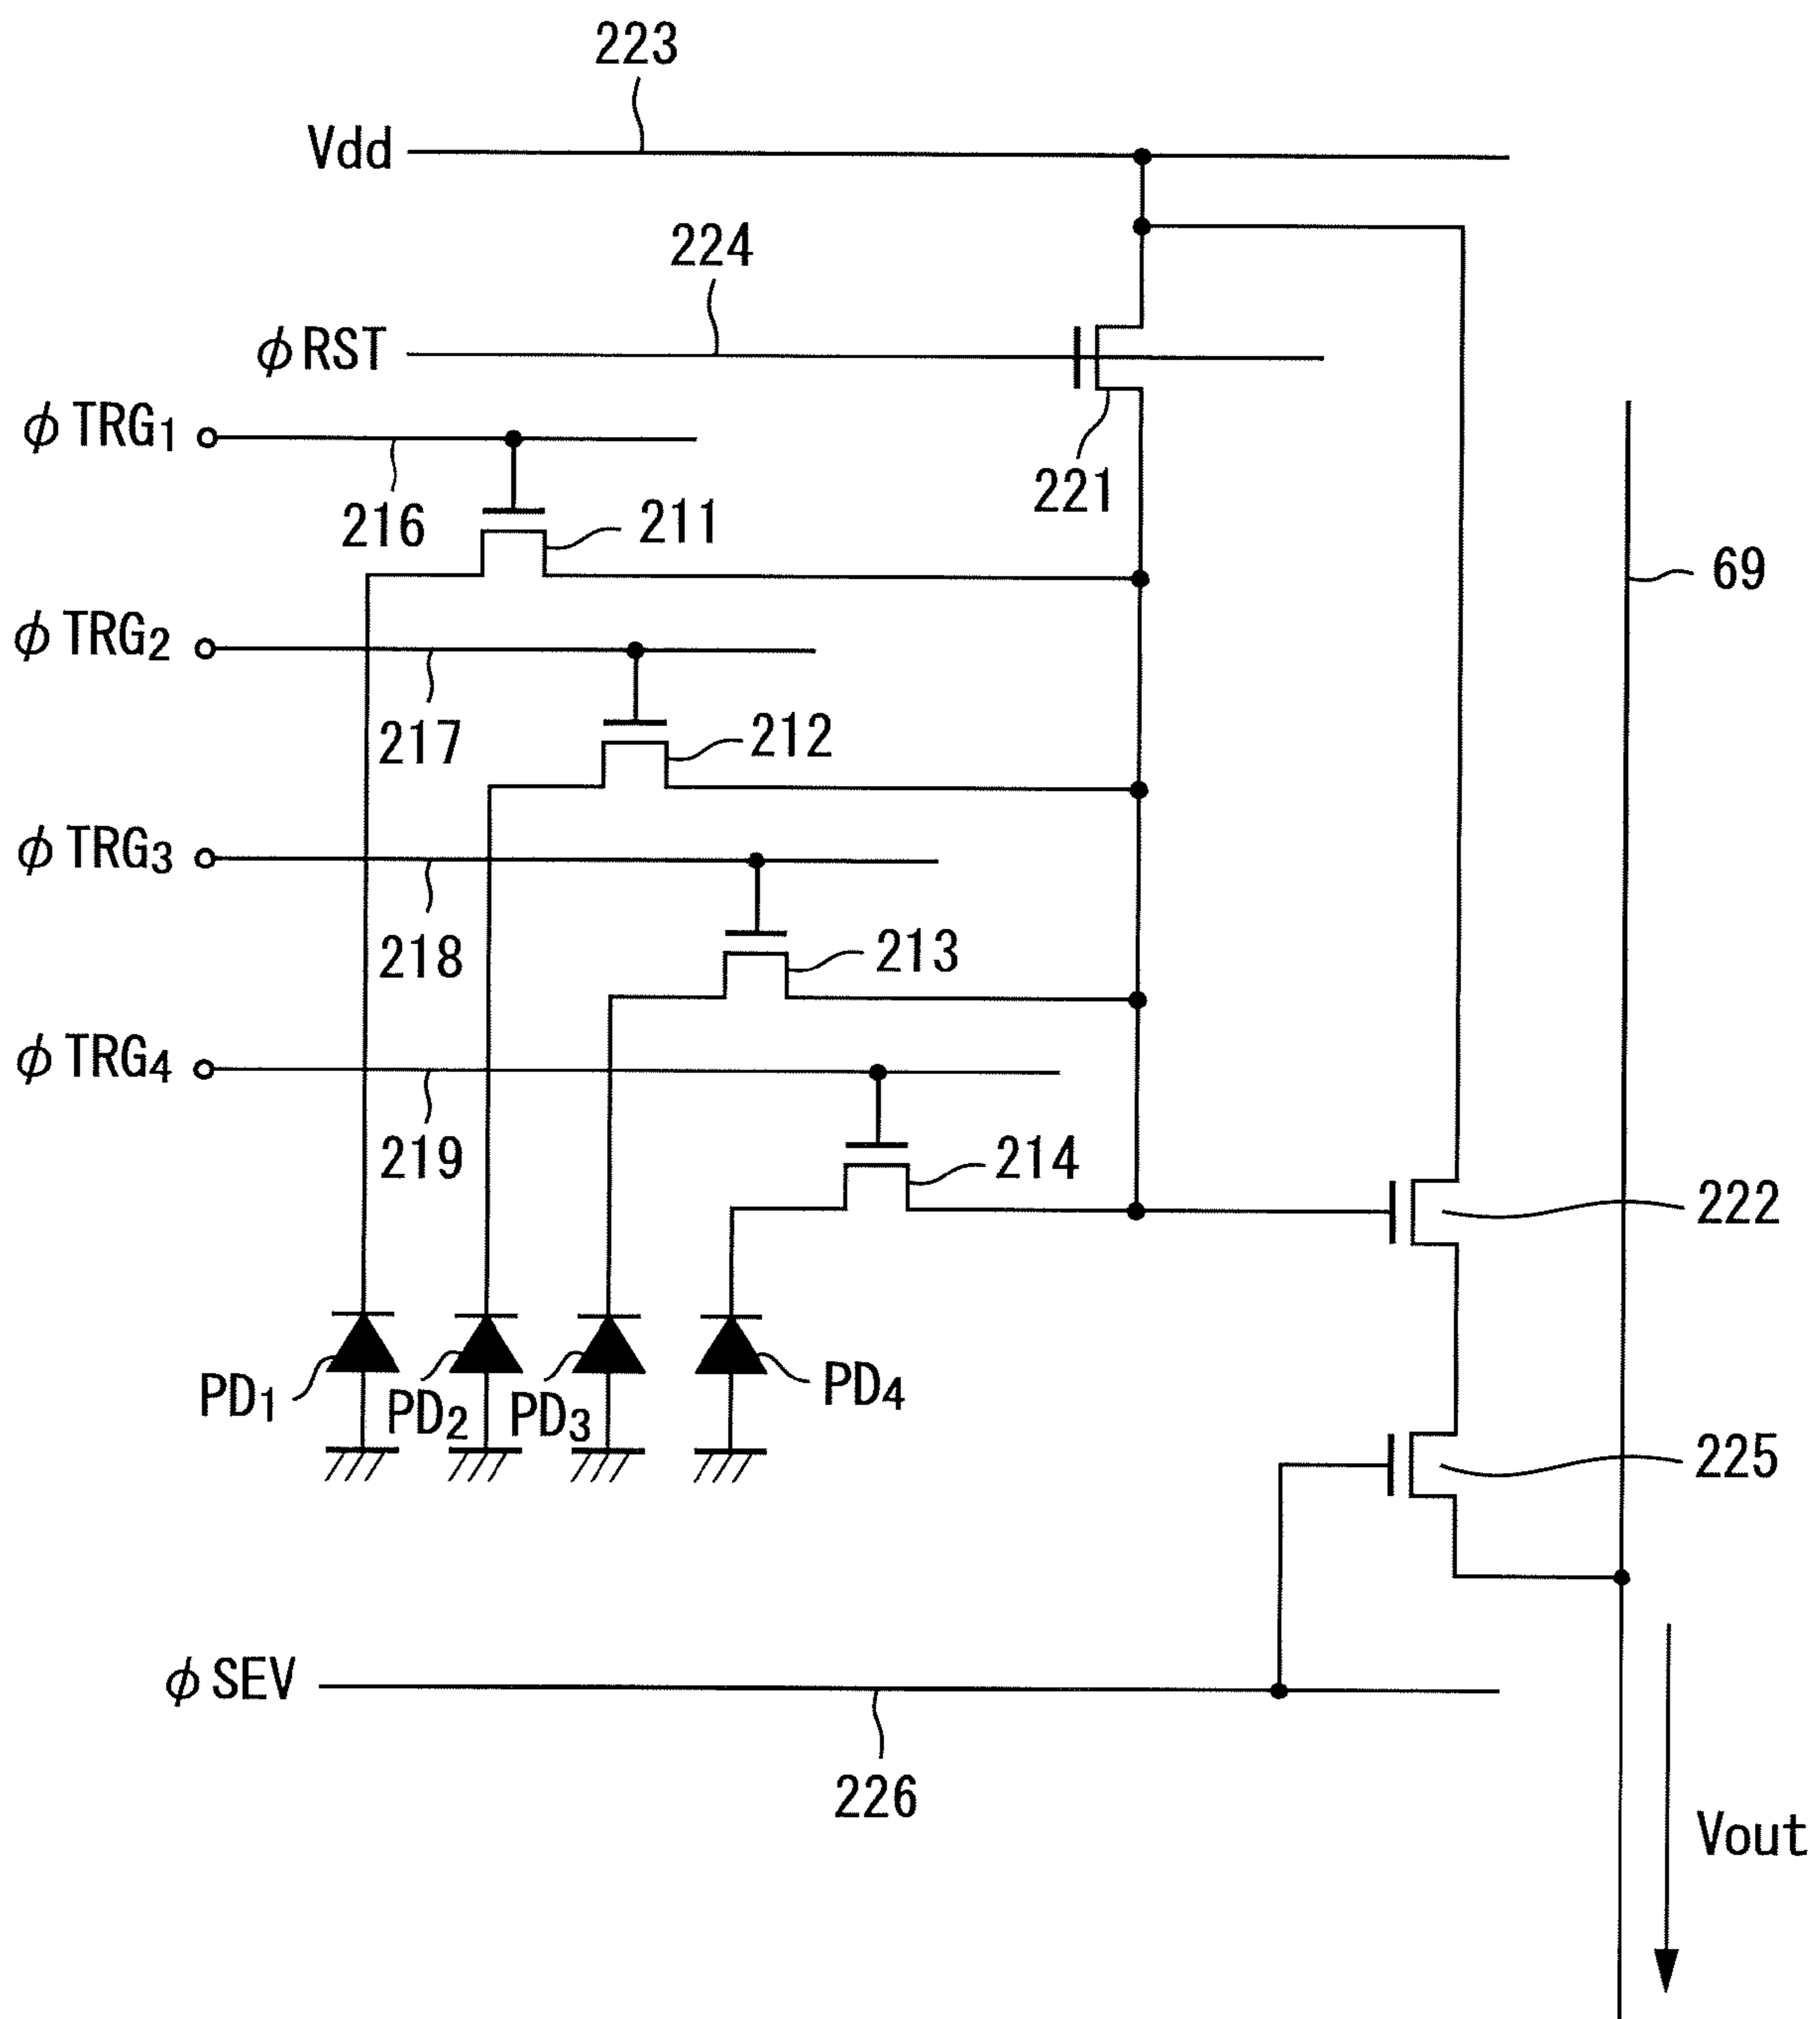 223
Vdd
224
ϕRST
ϕTRG1
221
216
211
69
ϕTRG2
217
212
ϕTRG3
218
213
ϕTRG4
219
214
222
PD1
PD2
PD3
PD4
225
ϕSEV
226
Vout